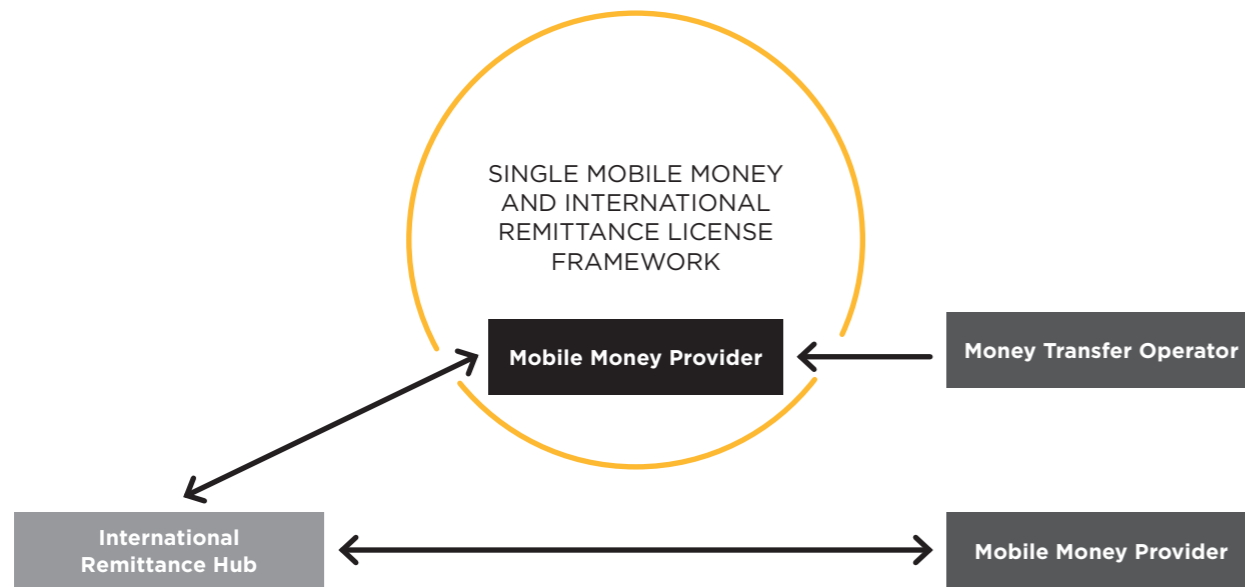 SINGLE MOBILE MONEY
AND INTERNATIONAL
REMITTANCE LICENSE
FRAMEWORK
Mobile Money Provider
Money Transfer Operator
International
Remittance Hub
Mobile Money Provider